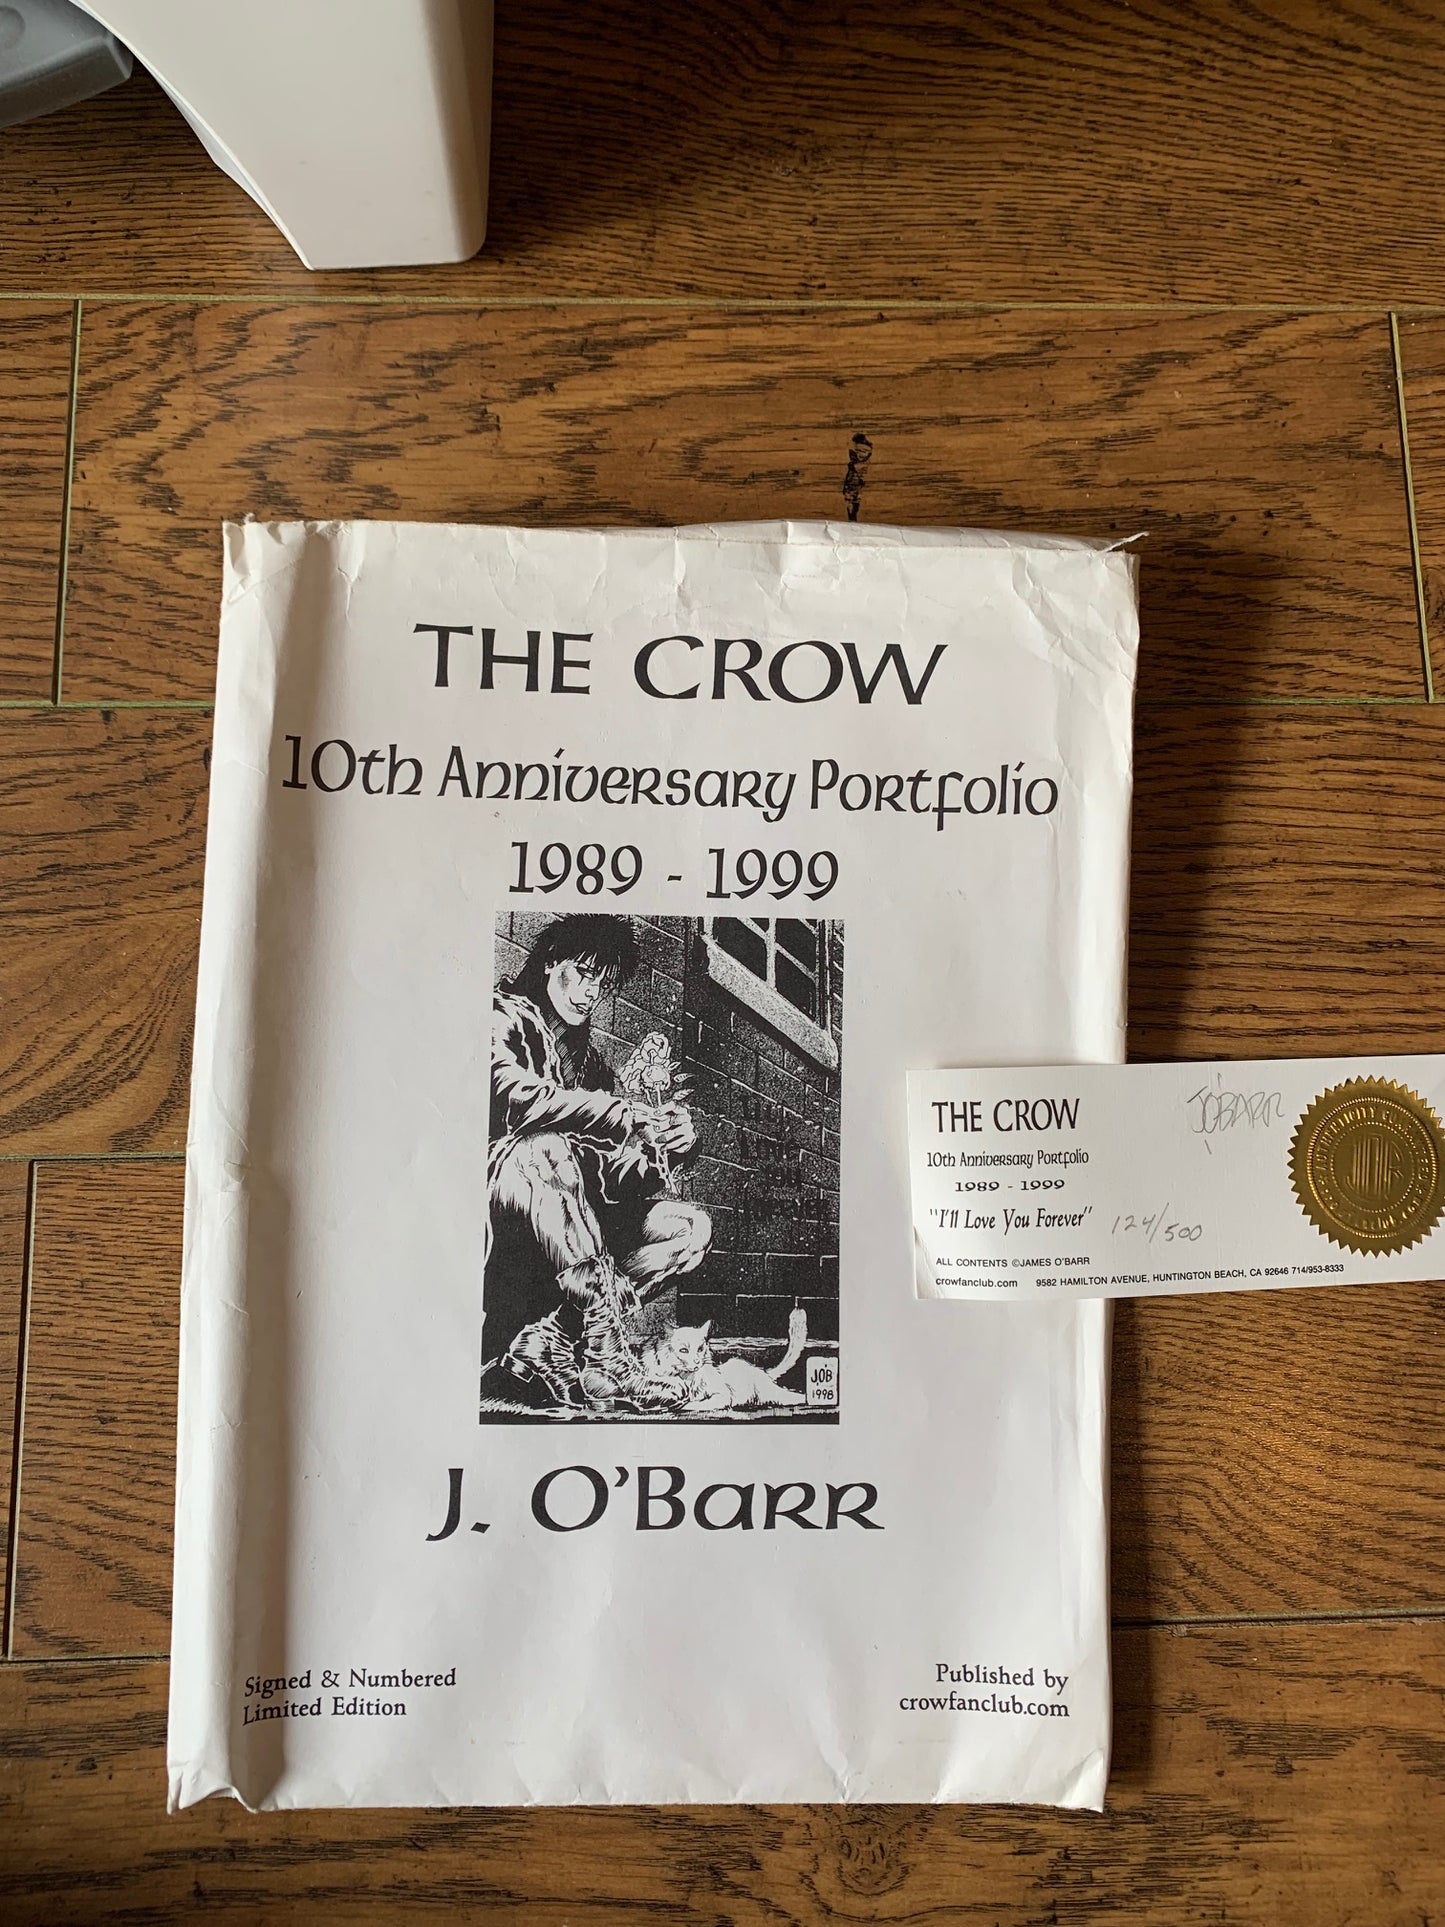 THE CROW
10th Anniversary Portfolio
1989 - 1999
J.O'B
1998
J. O'BARR
Signed & Numbered
Limited Edition
Published by
crowfanclub.com
THE CROW
10th Anniversary Portfolio
1989 - 1999
"I'll Love You Forever"
JO'BARR
124/500
ALL CONTENTS ©JAMES O'BARR
crowfanclub.com 9582 HAMILTON AVENUE, HUNTINGTON BEACH, CA 92646 714/953-8333